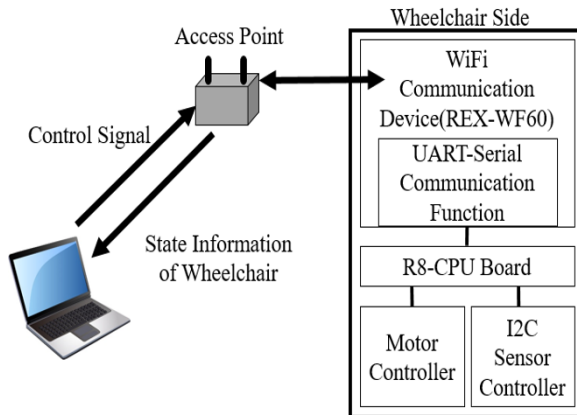 Wheelchair Side
Access Point
WiFi
Communication
Device(REX-WF60)
Control Signal
UART-Serial
Communication
Function
State Information
of Wheelchair
R8-CPU Board
Motor
Controller
I2C
Sensor
Controller